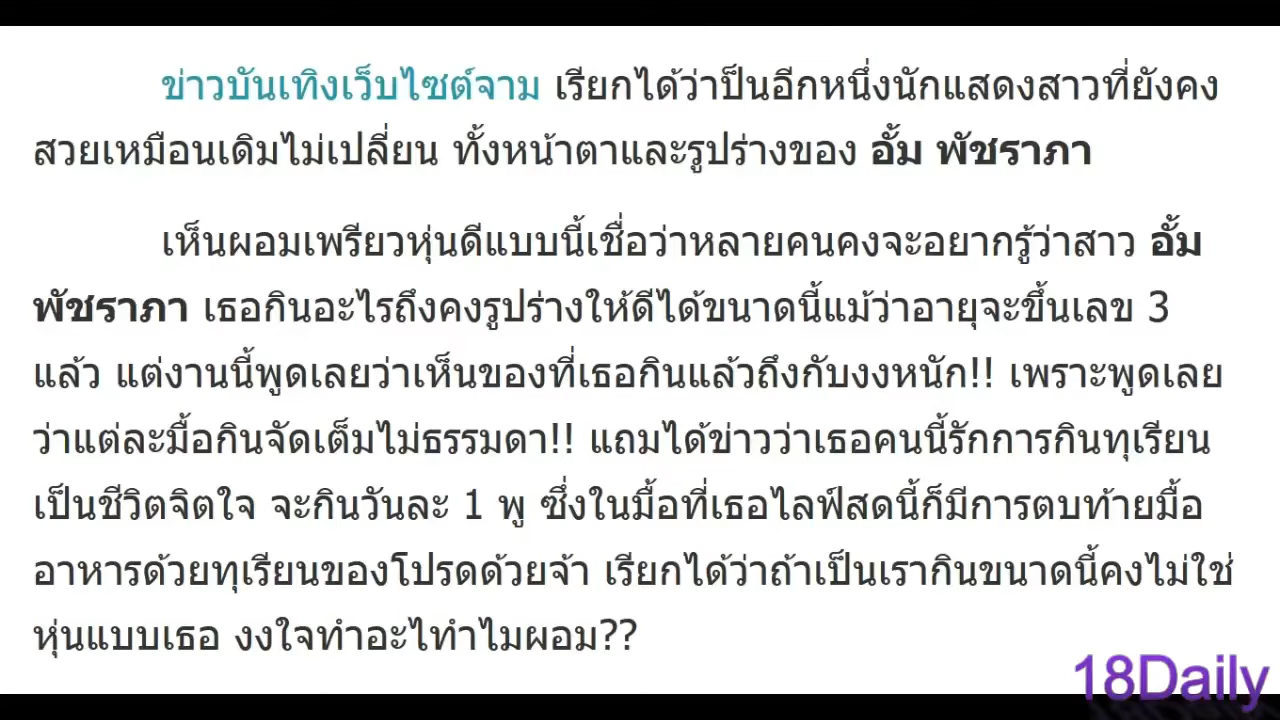 ข่าวบันเทิงเว็บไซต์จาม เรียกได้ว่าป็นอีกหนึ่งนักแสดงสาวที่ยังคง
สวยเหมือนเดิมไม่เปลี่ยน ทั้งหน้าตาและรูปร่างของ อั้ม พัชราภา
เห็นผอมเพรียวหุ่นดีแบบนี้เชื่อว่าหลายคนคงจะอยากรู้ว่าสาว อั้ม
พัชราภา เธอกินอะไรถึงคงรูปร่างให้ดีได้ขนาดนี้แม้ว่าอายุจะขึ้นเลข 3
แล้ว แต่งานนี้พูดเลยว่าเห็นของที่เธอกินแล้วถึงกับงงหนัก!! เพราะพูดเลย
ว่าแต่ละมื้อกินจัดเต็มไม่ธรรมดา!! แถมได้ข่าวว่าเธอคนนี้รักการกินทุเรียน
เป็นชีวิตจิตใจ จะกินวันละ 1 พู ซึ่งในมื้อที่เธอไลฟ์สดนี้ก็มีการตบท้ายมื้อ
อาหารด้วยทุเรียนของโปรดด้วยจ้า เรียกได้ว่าถ้าเป็นเรากินขนาดนี้คงไม่ใช่
หุ่นแบบเธอ งงใจทำอะไทำไมผอม??
18Daily